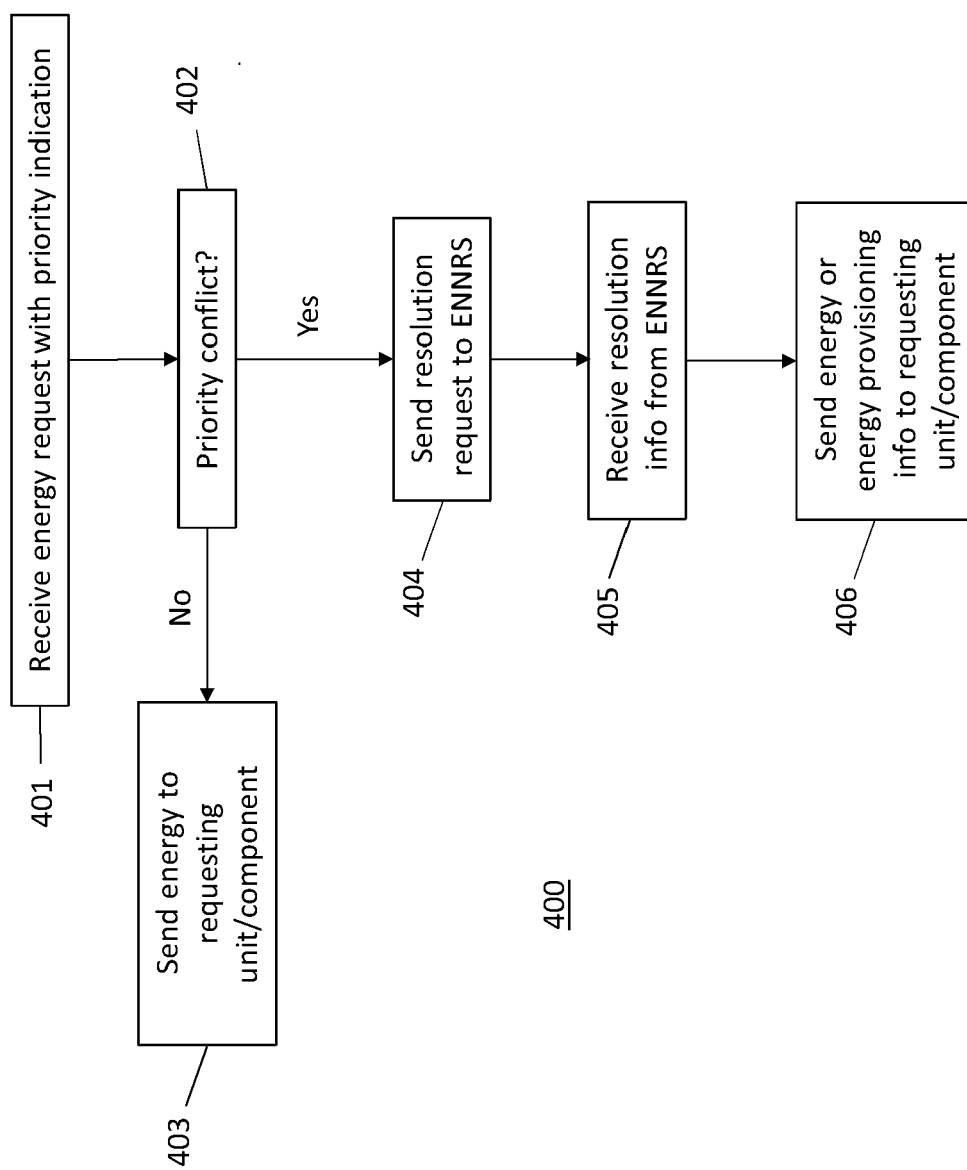 Receive energy request with priority indication
401
Priority conflict?
402
No
Yes
Send energy to
requesting
unit/component
403
Send resolution
request to ENNRS
404
Receive resolution
info from ENNRS
405
Send energy or
energy provisioning
info to requesting
unit/component
406
400